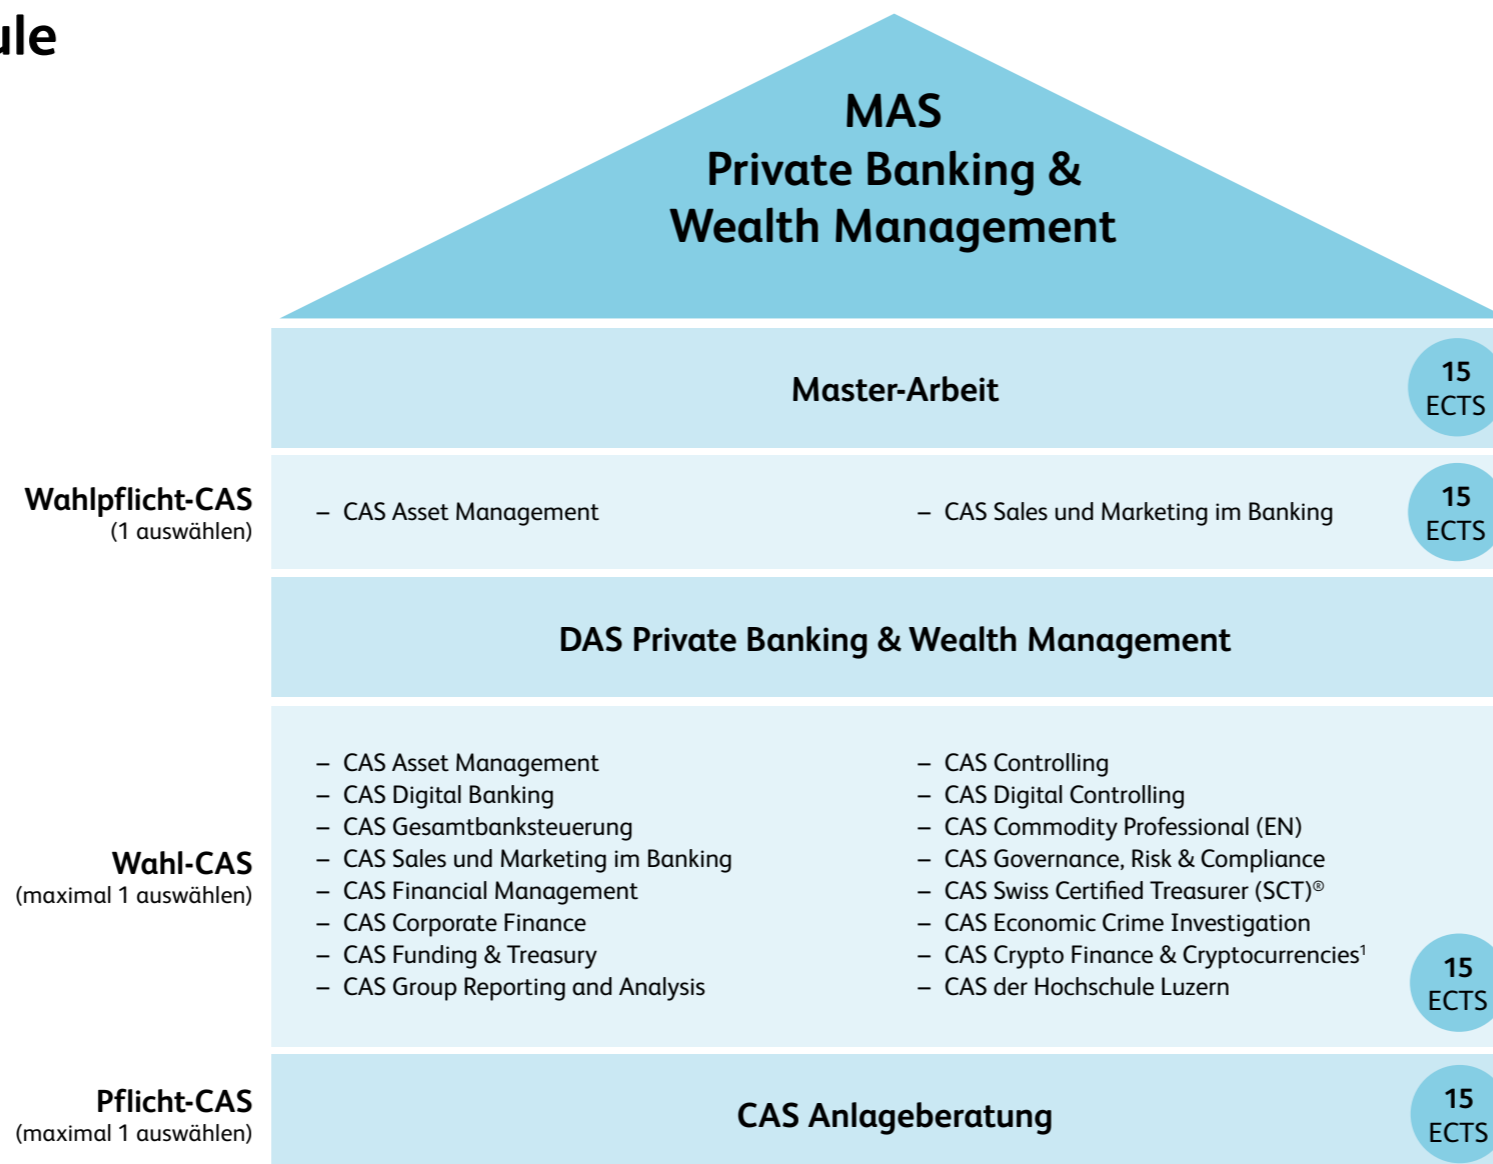 ule
MAS
Private Banking &
Wealth Management
Master-Arbeit
15
ECTS
Wahlpflicht-CAS
(1 auswählen)
– CAS Asset Management
– CAS Sales und Marketing im Banking
15
ECTS
DAS Private Banking & Wealth Management
Wahl-CAS
(maximal 1 auswählen)
– CAS Asset Management
– CAS Digital Banking
– CAS Gesamtbanksteuerung
– CAS Sales und Marketing im Banking
– CAS Financial Management
– CAS Corporate Finance
– CAS Funding & Treasury
– CAS Group Reporting and Analysis
– CAS Controlling
– CAS Digital Controlling
– CAS Commodity Professional (EN)
– CAS Governance, Risk & Compliance
– CAS Swiss Certified Treasurer (SCT)®
– CAS Economic Crime Investigation
– CAS Crypto Finance & Cryptocurrencies¹
– CAS der Hochschule Luzern
15
ECTS
Pflicht-CAS
(maximal 1 auswählen)
CAS Anlageberatung
15
ECTS